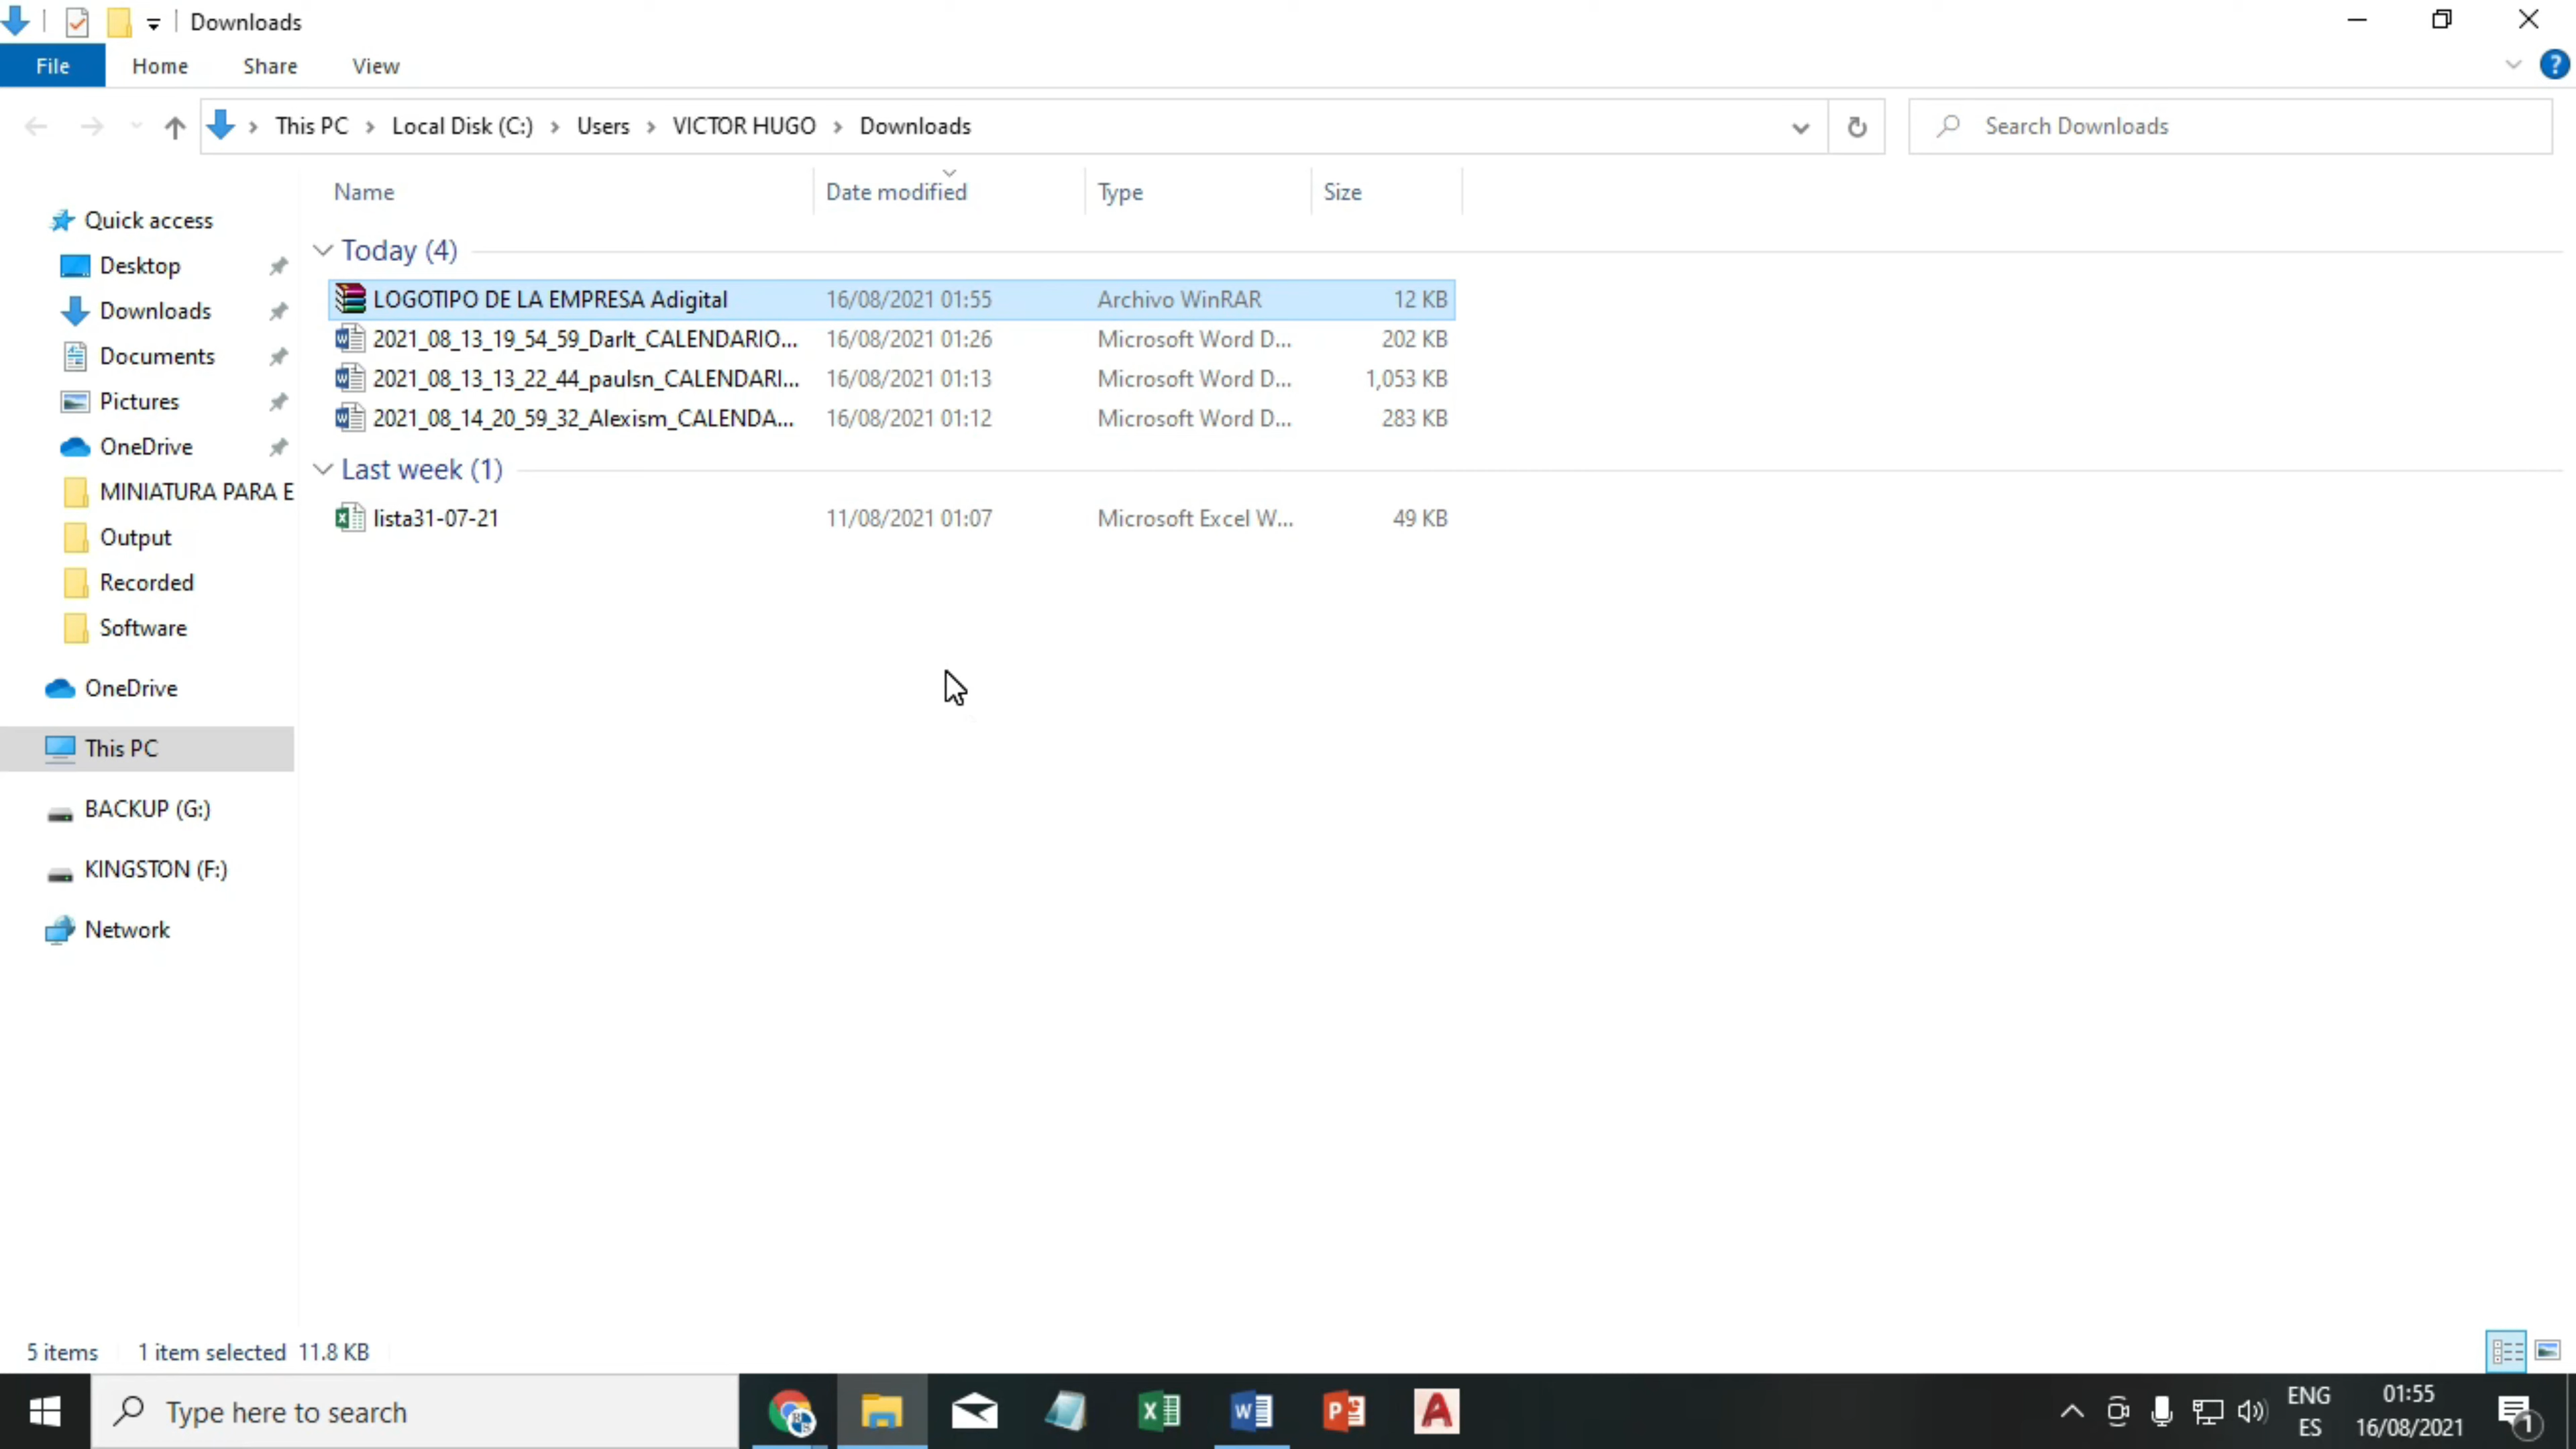 Downloads
File Home Share View
This PC Local Disk (C:) Users VICTOR HUGO Downloads
Search Downloads
Name Date modified Type Size
Quick access
Desktop
Downloads
Documents
Pictures
OneDrive
MINIATURA PARA E
Output
Recorded
Software
OneDrive
This PC
BACKUP (G:)
KINGSTON (F:)
Network
Today (4)
LOGOTIPO DE LA EMPRESA Adigital 16/08/2021 01:55 Archivo WinRAR 12 KB
2021_08_13_19_54_59_Darlt_CALENDARIO... 16/08/2021 01:26 Microsoft Word D... 202 KB
2021_08_13_13_22_44_paulsn_CALENDARI... 16/08/2021 01:13 Microsoft Word D... 1,053 KB
2021_08_14_20_59_32_Alexism_CALENDA... 16/08/2021 01:12 Microsoft Word D... 283 KB
Last week (1)
lista31-07-21 11/08/2021 01:07 Microsoft Excel W... 49 KB
5 items 1 item selected 11.8 KB
Type here to search
ENG
ES
01:55
16/08/2021
1